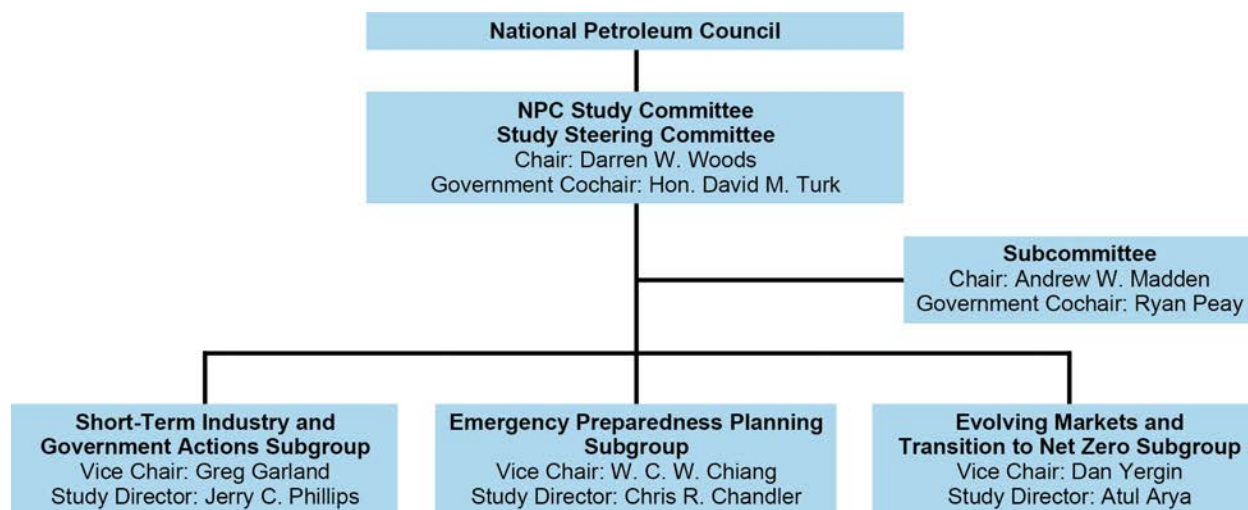 National Petroleum Council
NPC Study Committee
Study Steering Committee
Chair: Darren W. Woods
Government Cochair: Hon. David M. Turk
Subcommittee
Chair: Andrew W. Madden
Government Cochair: Ryan Peay
Short-Term Industry and
Government Actions Subgroup
Vice Chair: Greg Garland
Study Director: Jerry C. Phillips
Emergency Preparedness Planning
Subgroup
Vice Chair: W. C. W. Chiang
Study Director: Chris R. Chandler
Evolving Markets and
Transition to Net Zero Subgroup
Vice Chair: Dan Yergin
Study Director: Atul Arya